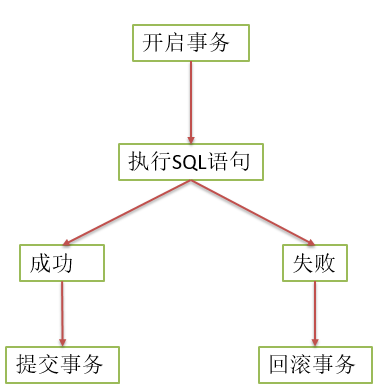 开启事务
执行SQL语句
成功
失败
提交事务
回滚事务